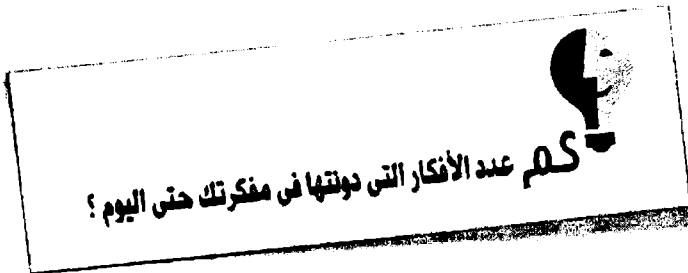 كم عدد الأفكار التى دونتها فى مفكرتك حتى اليوم ؟